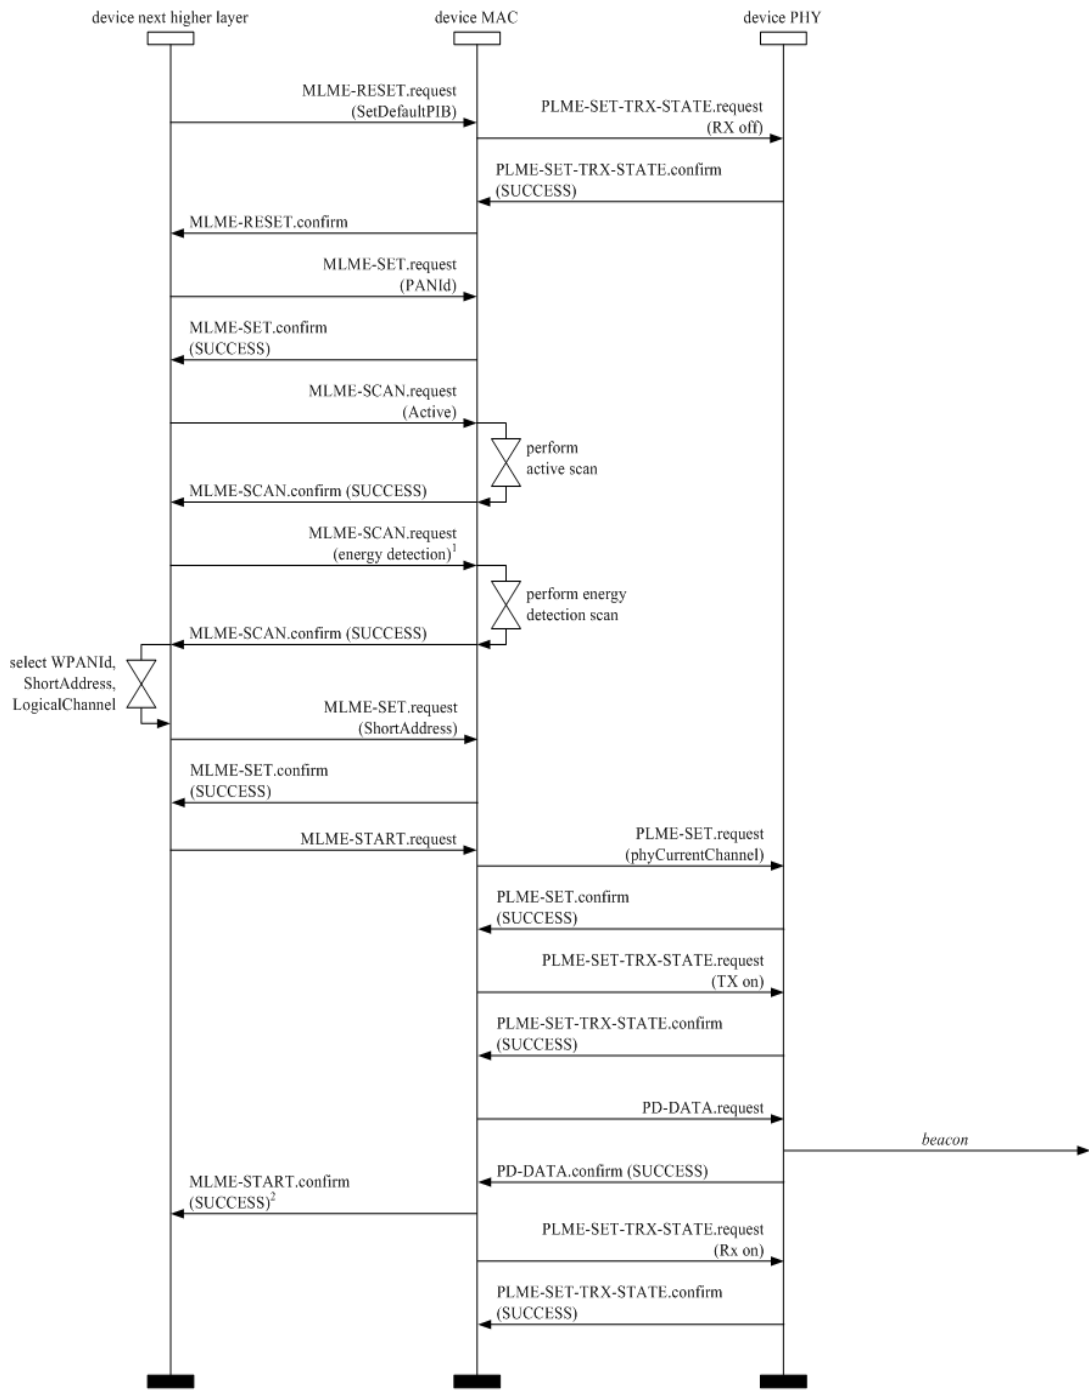 device next higher layer
device MAC
device PHY
MLME-RESET.request
(SetDefaultPIB)
PLME-SET-TRX-STATE.request
(RX off)
PLME-SET-TRX-STATE.confirm
(SUCCESS)
MLME-RESET.confirm
MLME-SET.request
(PANId)
MLME-SET.confirm
(SUCCESS)
MLME-SCAN.request
(Active)
perform
active scan
MLME-SCAN.confirm (SUCCESS)
MLME-SCAN.request
(energy detection)1
perform energy
detection scan
MLME-SCAN.confirm (SUCCESS)
select WPANId,
ShortAddress,
LogicalChannel
MLME-SET.request
(ShortAddress)
MLME-SET.confirm
(SUCCESS)
MLME-START.request
PLME-SET.request
(phyCurrentChannel)
PLME-SET.confirm
(SUCCESS)
PLME-SET-TRX-STATE.request
(TX on)
PLME-SET-TRX-STATE.confirm
(SUCCESS)
PD-DATA.request
beacon
PD-DATA.confirm (SUCCESS)
MLME-START.confirm
(SUCCESS)2
PLME-SET-TRX-STATE.request
(Rx on)
PLME-SET-TRX-STATE.confirm
(SUCCESS)